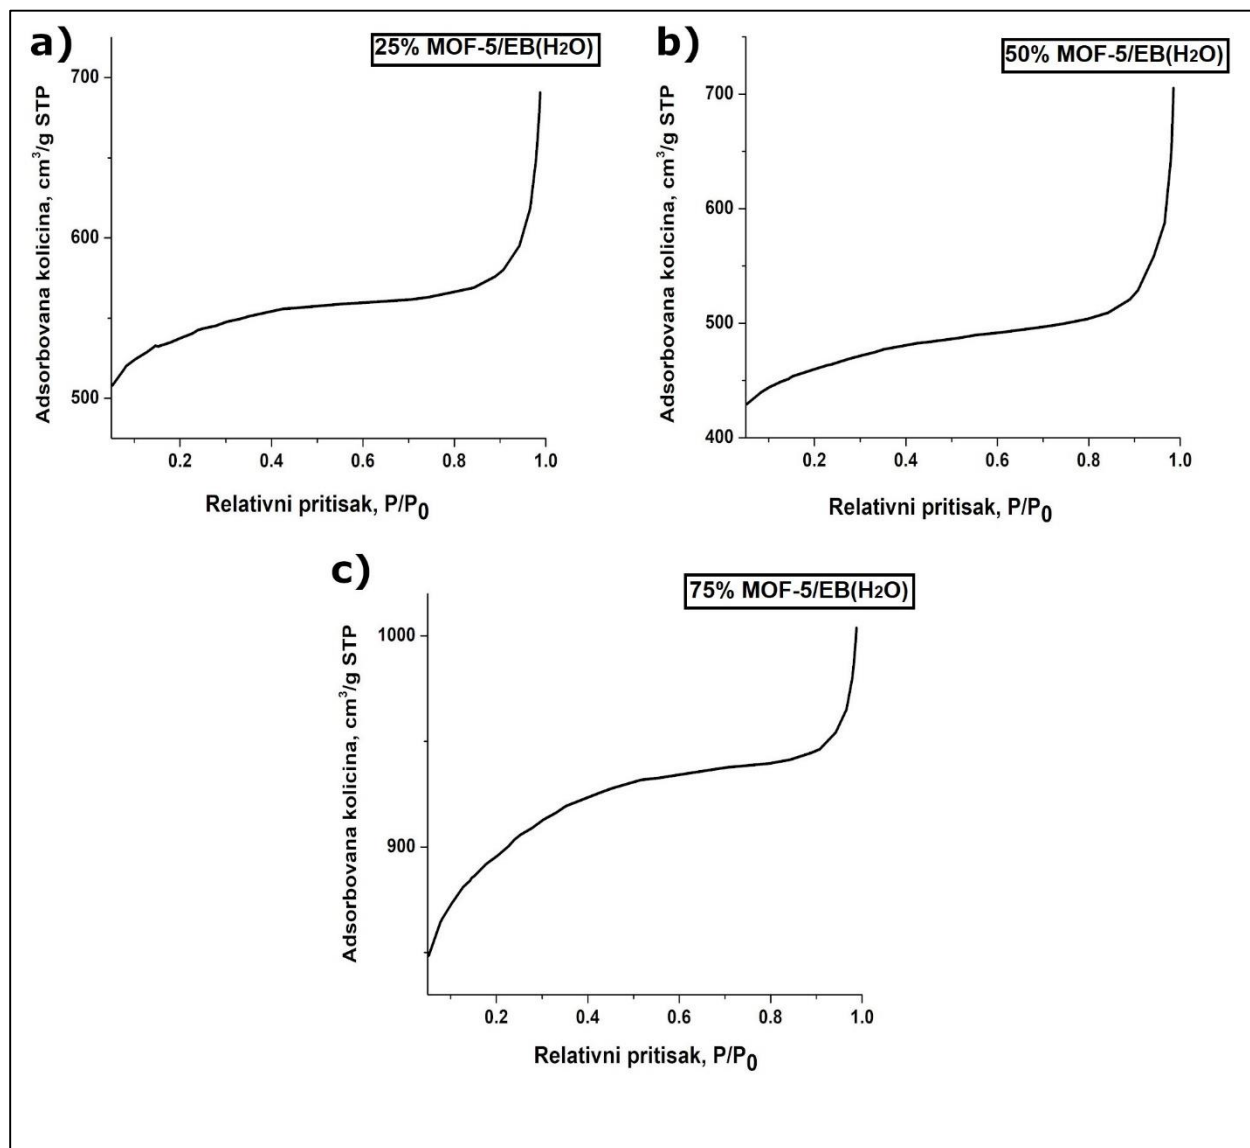 a)
25% MOF-5/EB(H₂O)
Adsorbovana kolicina, cm³/g STP
700
600
500
0.2 0.4 0.6 0.8 1.0
Relativni pritisak, P/P₀
b)
50% MOF-5/EB(H₂O)
Adsorbovana kolicina, cm³/g STP
700
600
500
400
0.2 0.4 0.6 0.8 1.0
Relativni pritisak, P/P₀
c)
75% MOF-5/EB(H₂O)
Adsorbovana kolicina, cm³/g STP
1000
900
0.2 0.4 0.6 0.8 1.0
Relativni pritisak, P/P₀